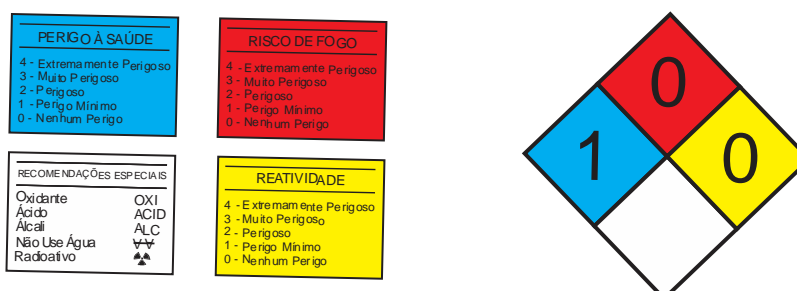 PERIGO À SAÚDE
4 - Extremamente Perigoso
3 - Muito Perigoso
2 - Perigoso
1 - Perigo Mínimo
0 - Nenhum Perigo
RISCO DE FOGO
4 - Extremamente Perigoso
3 - Muito Perigoso
2 - Perigoso
1 - Perigo Mínimo
0 - Nenhum Perigo
RECOMENDAÇÕES ESPECIAIS
Oxidante OXI
Ácido ACID
Álcali ALC
Não Use Água W
Radioativo
REATIVIDADE
4 - Extremamente Perigoso
3 - Muito Perigoso
2 - Perigoso
1 - Perigo Mínimo
0 - Nenhum Perigo
0
1
0